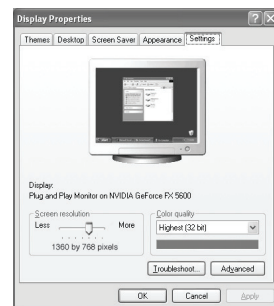 Display Properties
Themes Desktop Screen Saver Appearance Settings
Display:
Plug and Play Monitor on NVIDIA GeForce FX 5600
Screen resolution
Less More
1360 by 768 pixels
Color quality
Highest (32 bit)
Troubleshoot... Advanced
OK Cancel Apply